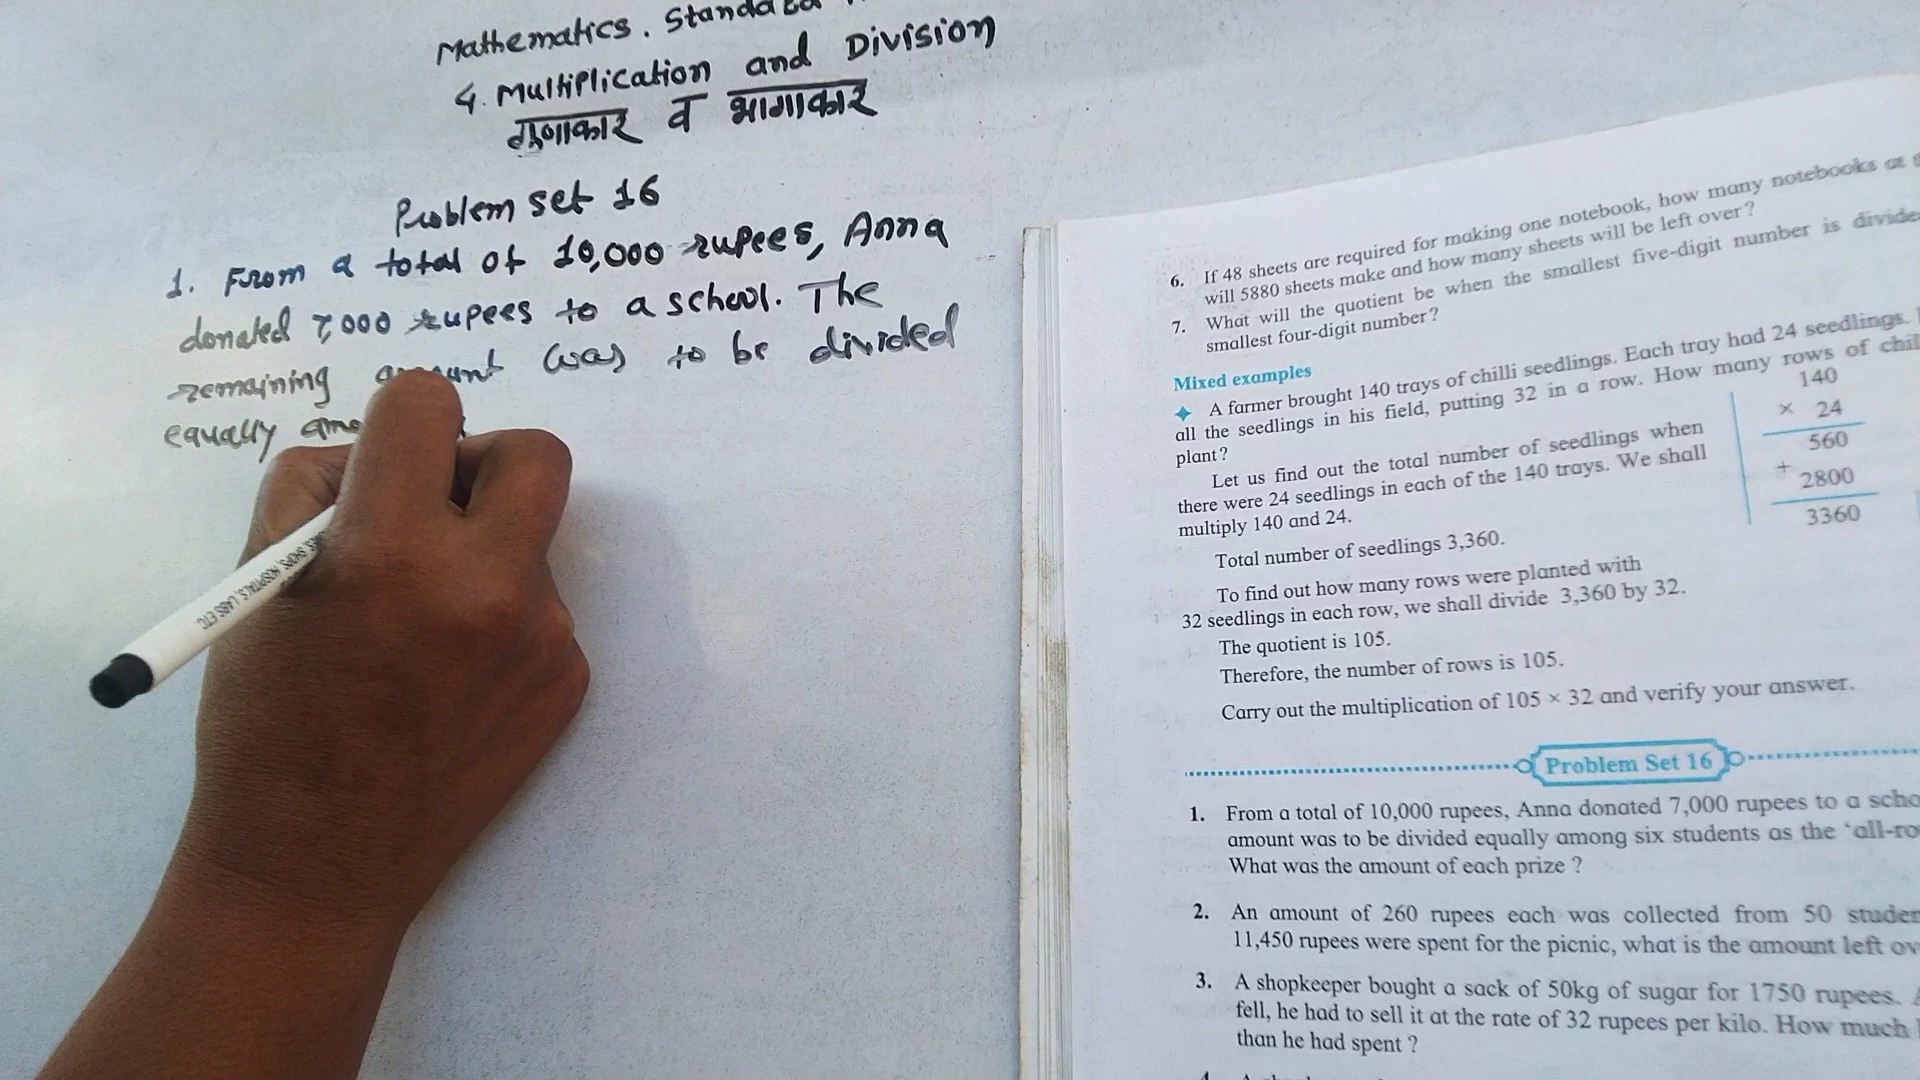 Mathematics. Standard
4. Multiplication and Division
गुणाकार व भागाकार
Problem set 16
1. From a total of 10,000 rupees, Anna
donated 7,000 rupees to a school. The
remaining amount was to be divided
equally
HOSPITALS, LABS ETC.
6. If 48 sheets are required for making one notebook, how many notebooks at
will 5880 sheets make and how many sheets will be left over?
7. What will the quotient be when the smallest five-digit number is
smallest four-digit number?
Mixed examples
A farmer brought 140 trays of chilli seedlings. Each tray had 24 seedlings.
all the seedlings in his field, putting 32 in a row. How many rows of
plant?
Let us find out the total number of seedlings when
there were 24 seedlings in each of the 140 trays. We shall
multiply 140 and 24.
140
× 24
560
+ 2800
3360
Total number of seedlings 3,360.
To find out how many rows were planted with
32 seedlings in each row, we shall divide 3,360 by 32.
The quotient is 105.
Therefore, the number of rows is 105.
Carry out the multiplication of 105 × 32 and verify your answer.
Problem Set 16
1. From a total of 10,000 rupees, Anna donated 7,000 rupees to a
amount was to be divided equally among six students as the
What was the amount of each prize ?
2. An amount of 260 rupees each was collected from 50
11,450 rupees were spent for the picnic, what is the amount left
3. A shopkeeper bought a sack of 50kg of sugar for 1750 rupees.
fell, he had to sell it at the rate of 32 rupees per kilo. How much
than he had spent ?